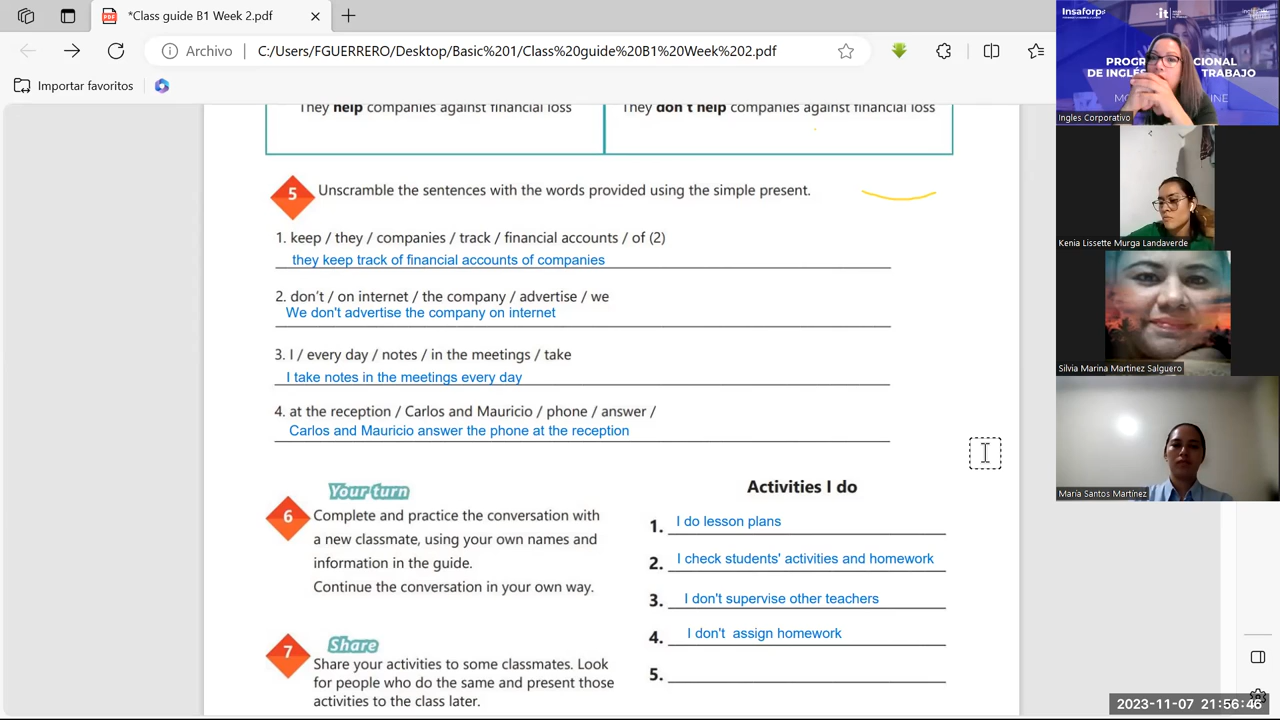 *Class guide B1 Week 2.pdf
Archivo
C:/Users/FGUERRERO/Desktop/Basic%201/Class%20guide%20B1%20Week%202.pdf
Importar favoritos
They help companies against financial loss
They don't help companies against financial loss
5 Unscramble the sentences with the words provided using the simple present.
1. keep / they / companies / track / financial accounts / of (2)
they keep track of financial accounts of companies
2. don't / on internet / the company / advertise / we
We don't advertise the company on internet
3. I / every day / notes / in the meetings / take
I take notes in the meetings every day
4. at the reception / Carlos and Mauricio / phone / answer /
Carlos and Mauricio answer the phone at the reception
Your turn
6 Complete and practice the conversation with
a new classmate, using your own names and
information in the guide.
Continue the conversation in your own way.
Share
7 Share your activities to some classmates. Look
for people who do the same and present those
activities to the class later.
Activities I do
1. I do lesson plans
2. I check students' activities and homework
3. I don't supervise other teachers
4. I don't  assign homework
5.
Insaforp
Ingles Corporativo
Kenia Lissette Murga Landaverde
Silvia Marina Martinez Salguero
María Santos Martínez
2023-11-07 21:56:46